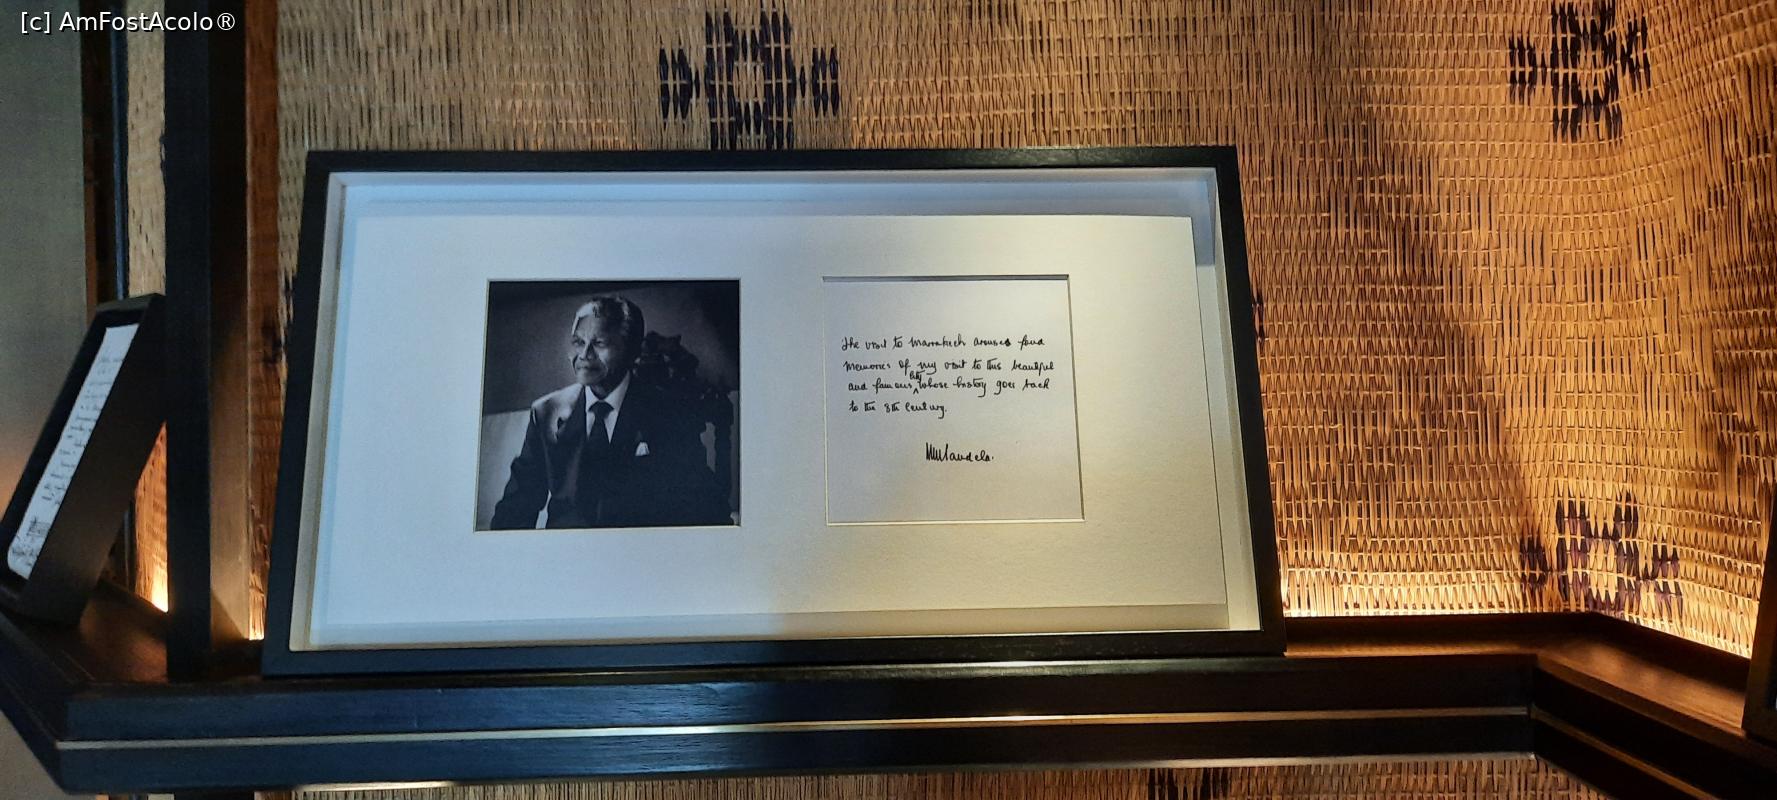 [c] AmFostAcolo®
The visit to Marrakech arouses fond
memories of my visit to this beautiful
and famous city whose history goes back
to the 8th century.
NMandela.